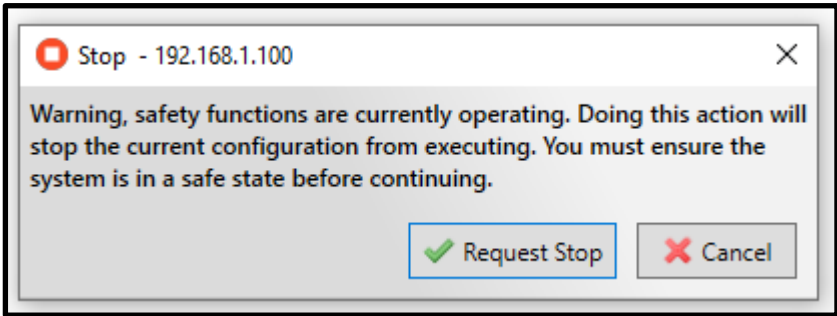 Stop - 192.168.1.100
Warning, safety functions are currently operating. Doing this action will
stop the current configuration from executing. You must ensure the
system is in a safe state before continuing.
Request Stop Cancel